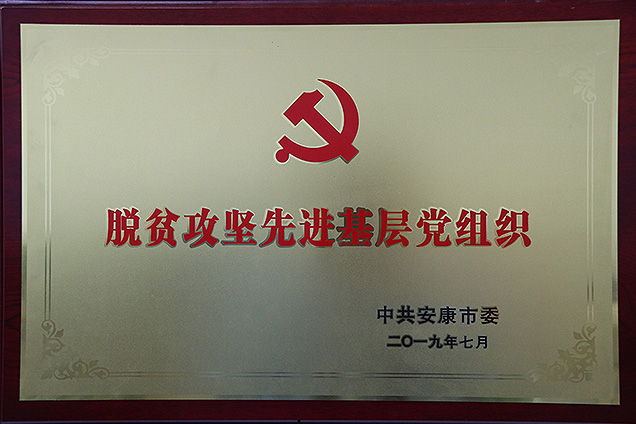 脱贫攻坚先进基层党组织
中共安康市委
二〇一九年七月